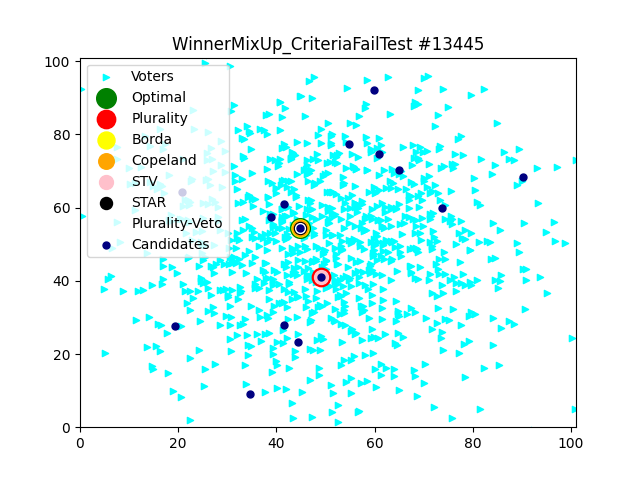 WinnerMixUp_CriteriaFailTest #13445
Voters
Optimal
Plurality
Borda
Copeland
STV
STAR
Plurality-Veto
Candidates
100
80
60
40
20
0
0 20 40 60 80 100